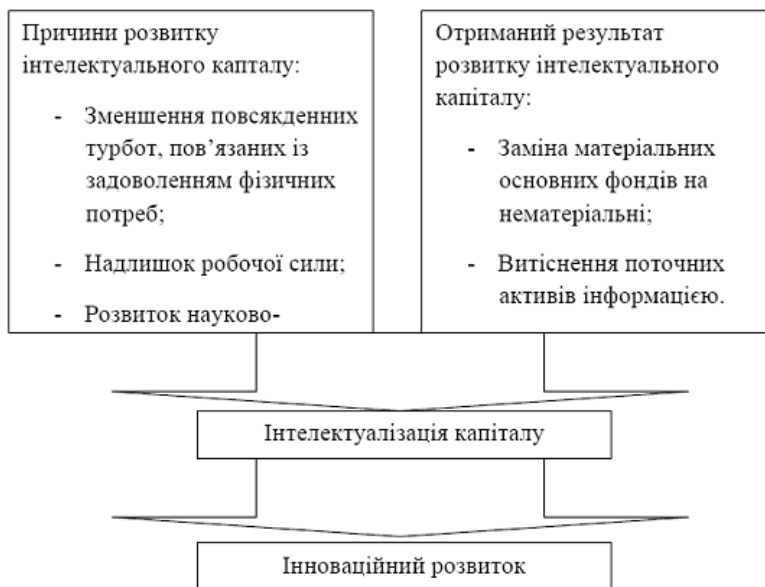 Причини розвитку
інтелектуального капталу:
- Зменшення повсякденних
турбот, пов’язаних із
задоволенням фізичних
потреб;
- Надлишок робочої сили;
- Розвиток науково-
Отриманий результат
розвитку інтелектуального
капіталу:
- Заміна матеріальних
основних фондів на
нематеріальні;
- Витіснення поточних
активів інформацією.
Інтелектуалізація капіталу
Інноваційний розвиток